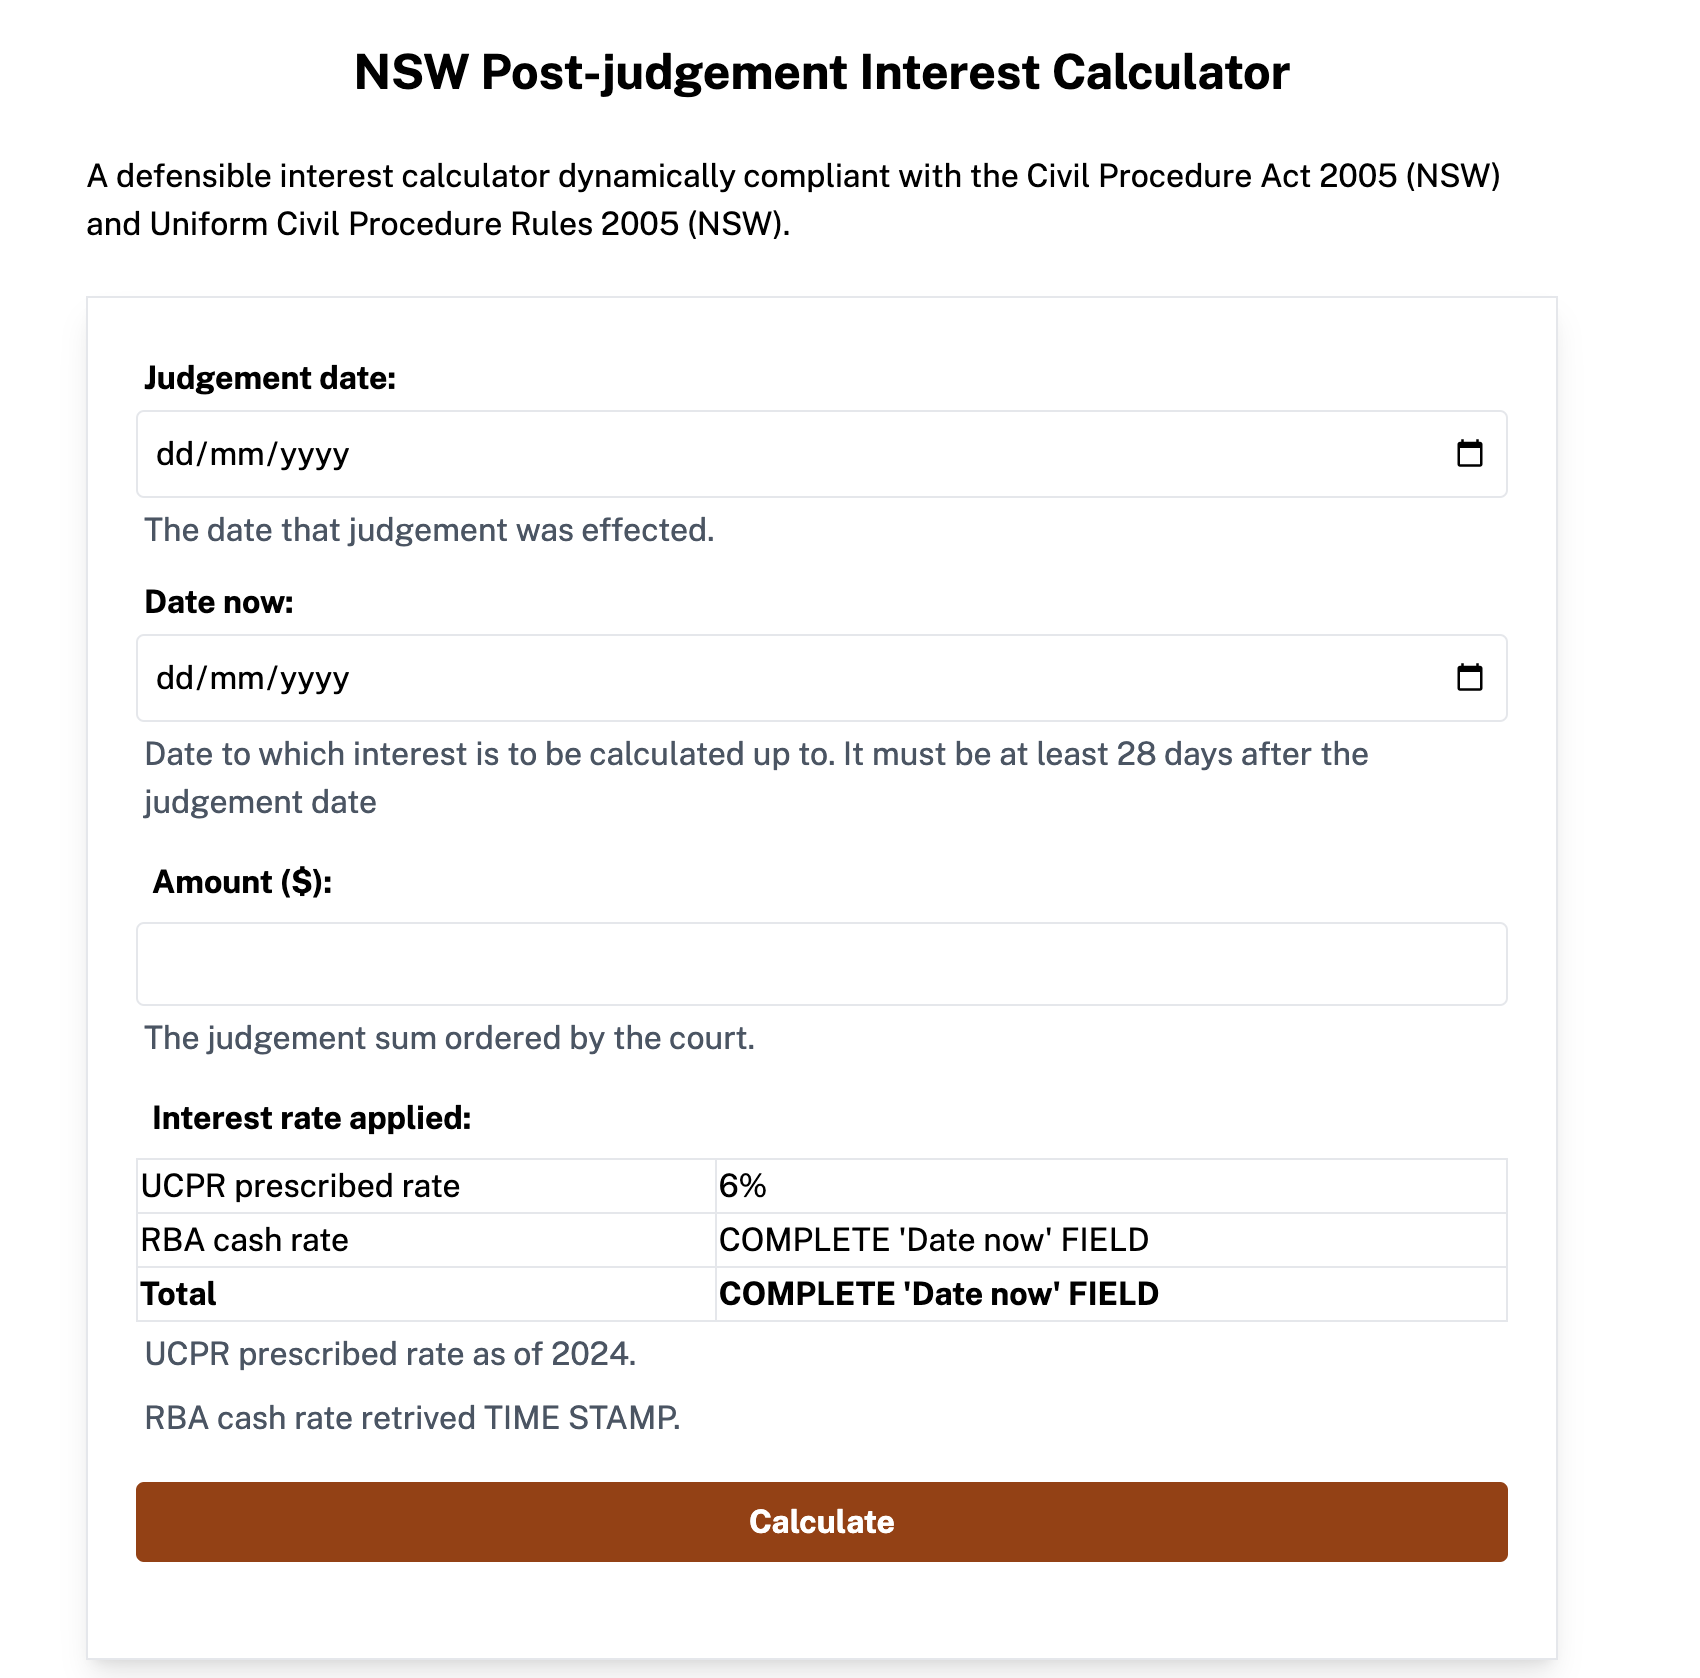 NSW Post-judgement Interest Calculator
A defensible interest calculator dynamically compliant with the Civil Procedure Act 2005 (NSW)
and Uniform Civil Procedure Rules 2005 (NSW).
Judgement date:
dd/mm/yyyy
The date that judgement was effected.
Date now:
dd/mm/yyyy
Date to which interest is to be calculated up to. It must be at least 28 days after the
judgement date
Amount ($):
The judgement sum ordered by the court.
Interest rate applied:
UCPR prescribed rate 6%
RBA cash rate COMPLETE 'Date now' FIELD
Total COMPLETE 'Date now' FIELD
UCPR prescribed rate as of 2024.
RBA cash rate retrived TIME STAMP.
Calculate